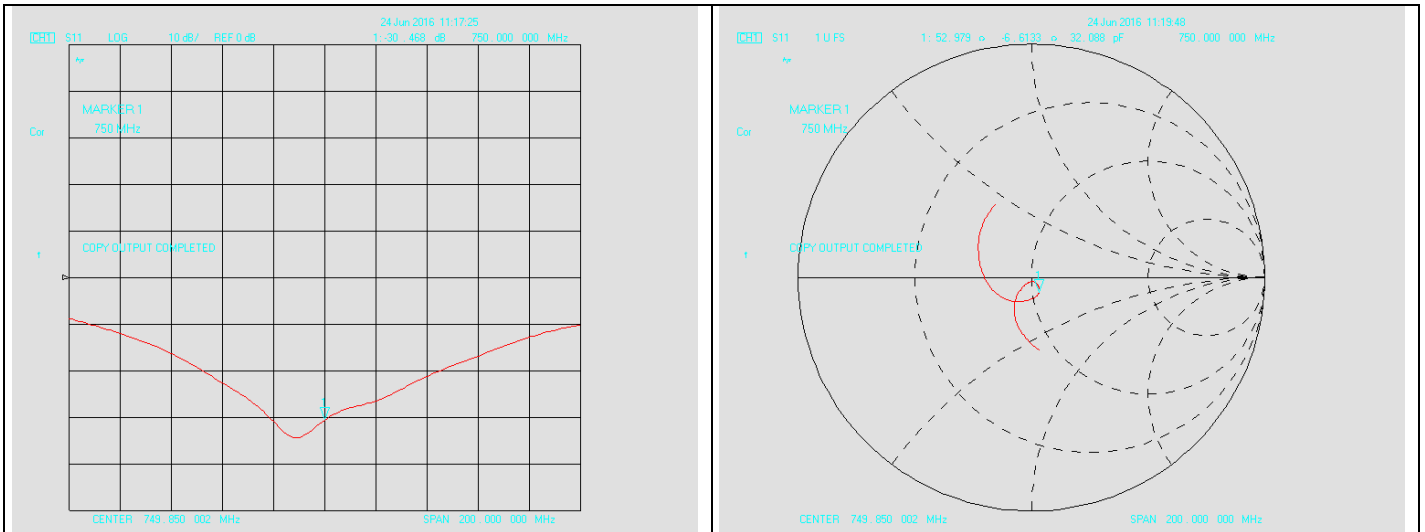 24 Jun 2016 11:17:25
CH1 S11 LOG 10 dB/ REF 0 dB 1:-30.468 dB 750.000 000 MHz
MARKER 1
750 MHz
Cor
COPY OUTPUT COMPLETED
1
CENTER 749.850 002 MHz SPAN 200.000 000 MHz
24 Jun 2016 11:19:48
CH1 S11 1 U FS 1: 52.979 o -6.6133 o 32.088 pF 750.000 000 MHz
MARKER 1
750 MHz
Cor
COPY OUTPUT COMPLETED
1
CENTER 749.850 002 MHz SPAN 200.000 000 MHz